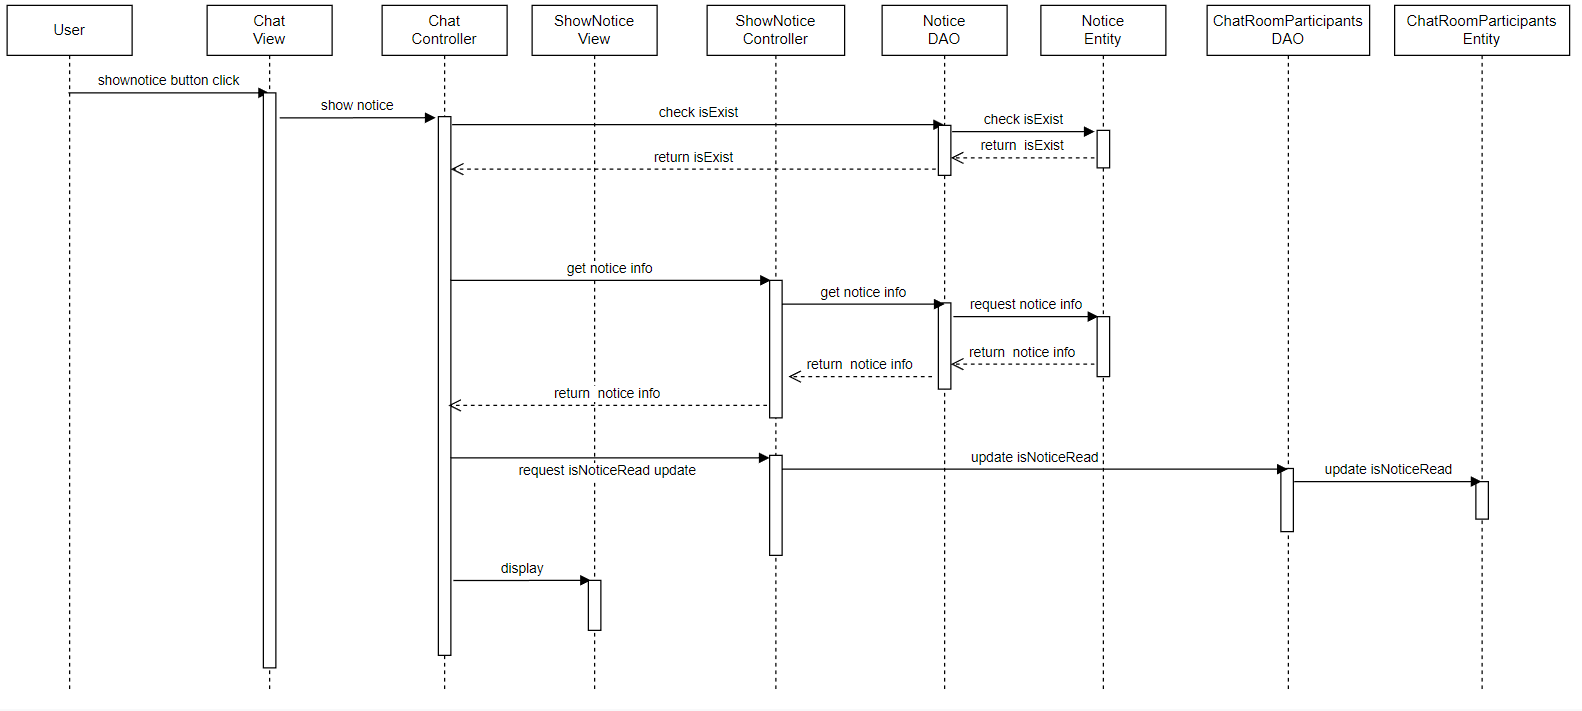 User
Chat
View
Chat
Controller
ShowNotice
View
ShowNotice
Controller
Notice
DAO
Notice
Entity
ChatRoomParticipants
DAO
ChatRoomParticipants
Entity
shownotice button click
show notice
check isExist
check isExist
return  isExist
return isExist
get notice info
get notice info
request notice info
return  notice info
return  notice info
return  notice info
request isNoticeRead update
update isNoticeRead
update isNoticeRead
display